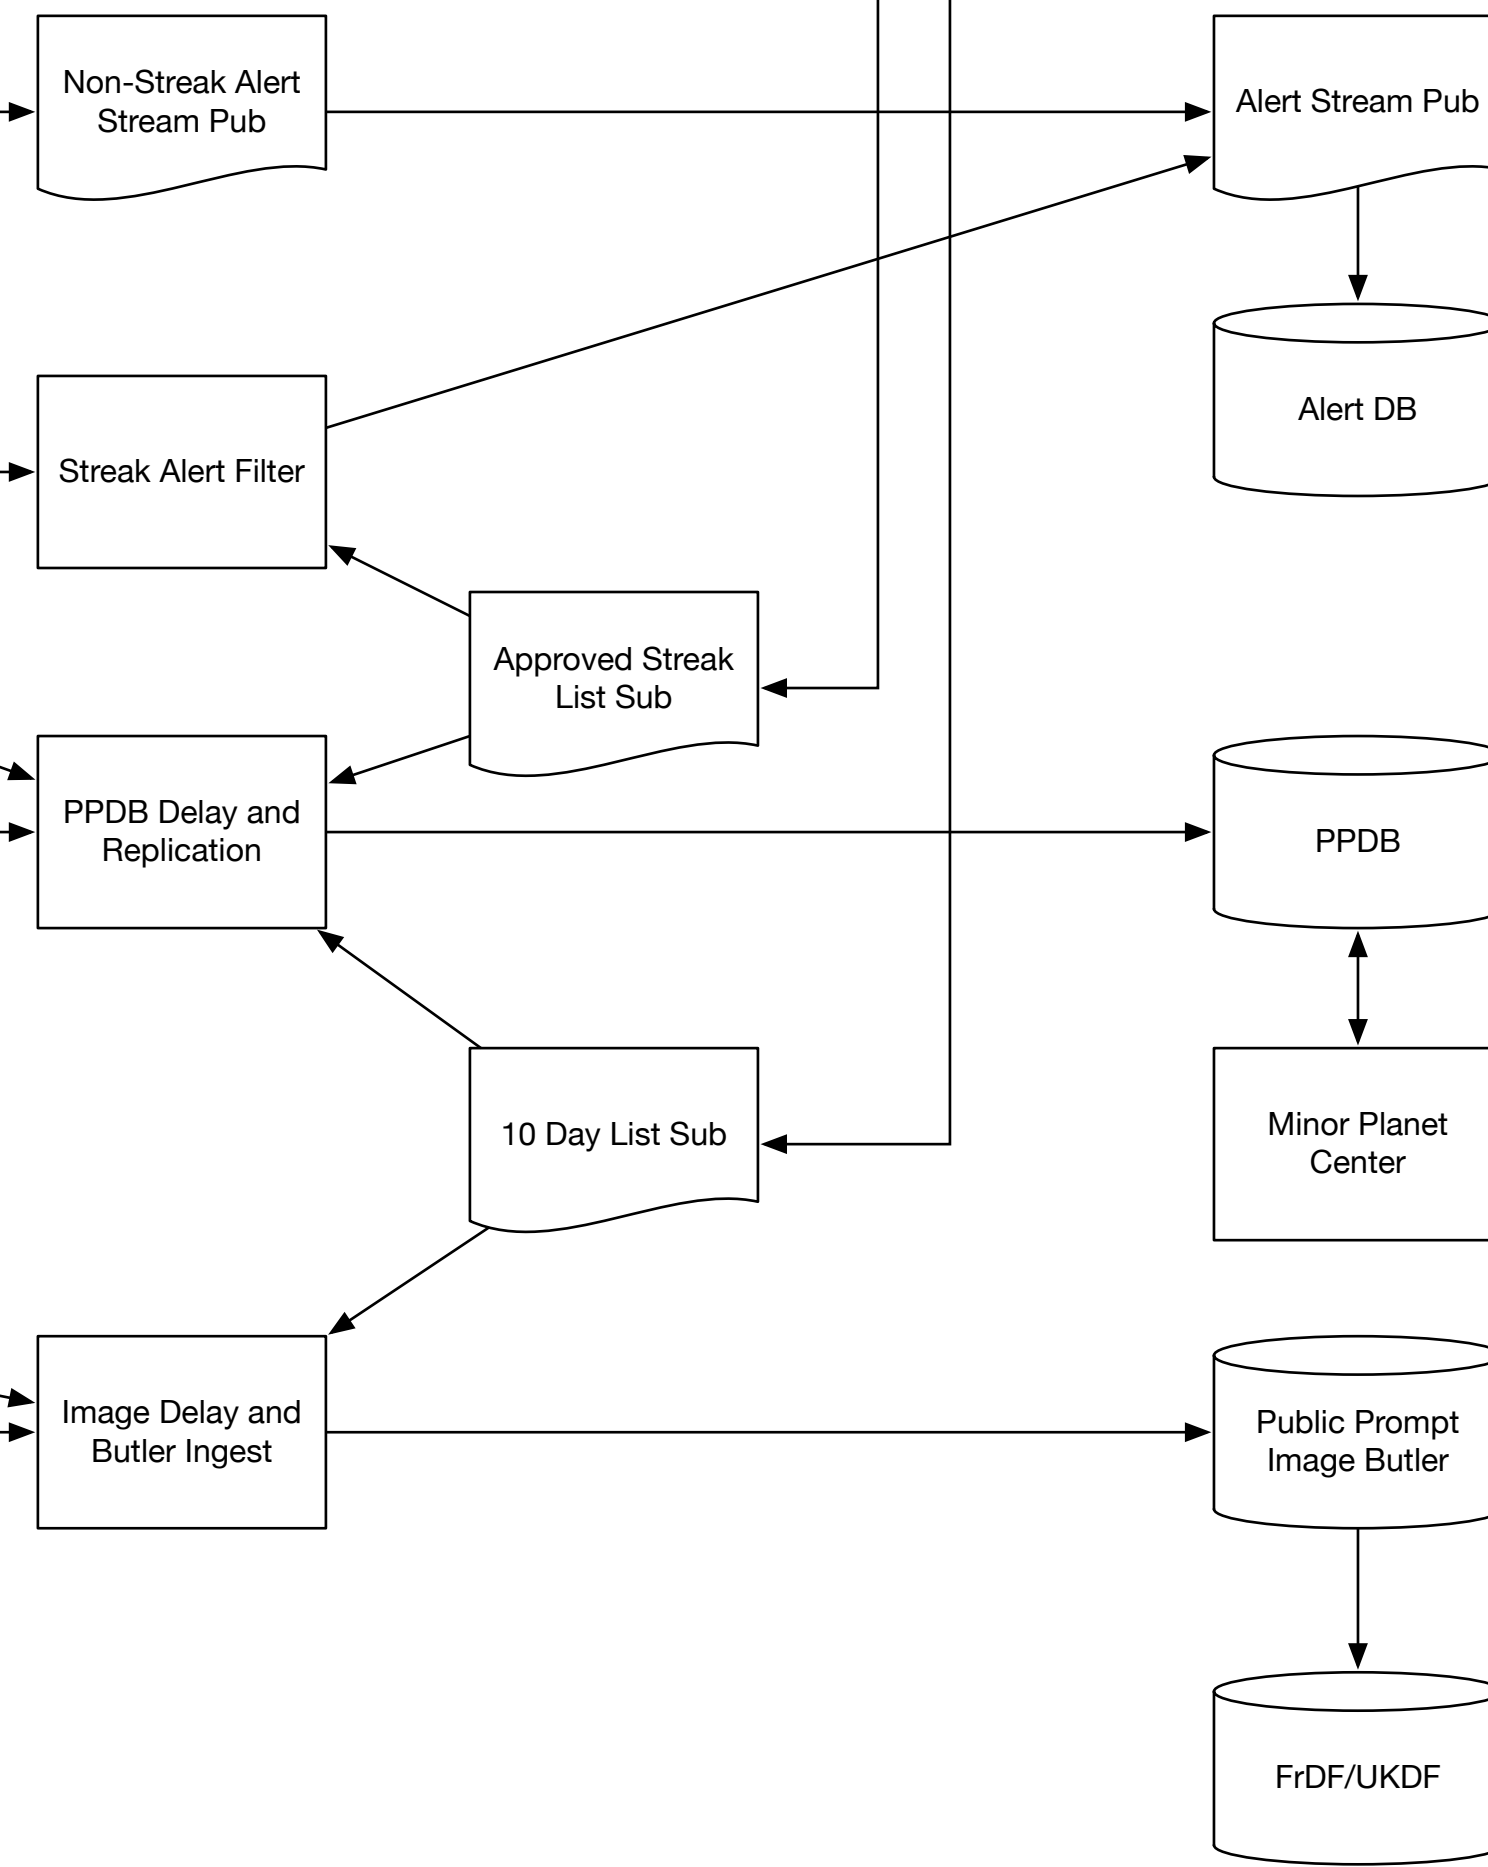 Non-Streak Alert
Stream Pub
Alert Stream Pub
Alert DB
Streak Alert Filter
Approved Streak
List Sub
PPDB Delay and
Replication
PPDB
10 Day List Sub
Minor Planet
Center
Image Delay and
Butler Ingest
Public Prompt
Image Butler
FrDF/UKDF